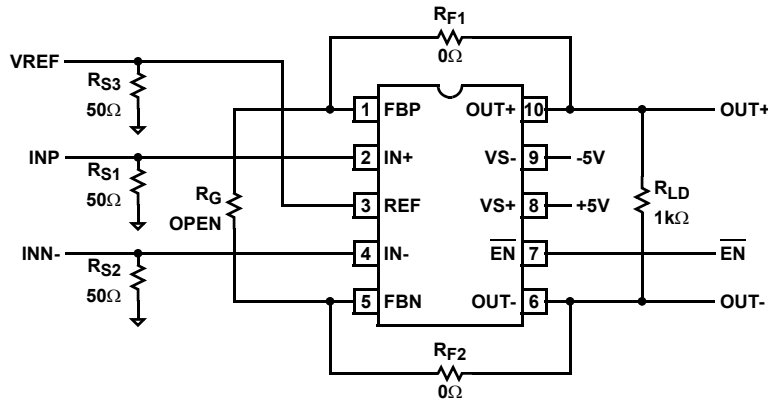 RF1
0Ω
VREF
RS3
50Ω
1 FBP OUT+ 10 OUT+
INP
RS1
50Ω
2 IN+ VS- 9 -5V
RG
OPEN
3 REF VS+ 8 +5V
RLD
1kΩ
INN-
RS2
50Ω
4 IN- EN 7 EN
5 FBN OUT- 6 OUT-
RF2
0Ω